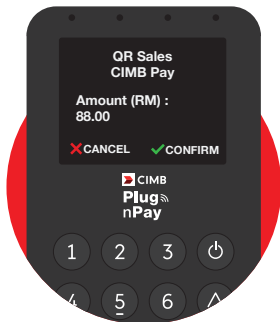 QR Sales
CIMB Pay
Amount (RM) :
88.00
CANCEL CONFIRM
CIMB
Plug
nPay
1 2 3
4 5 6